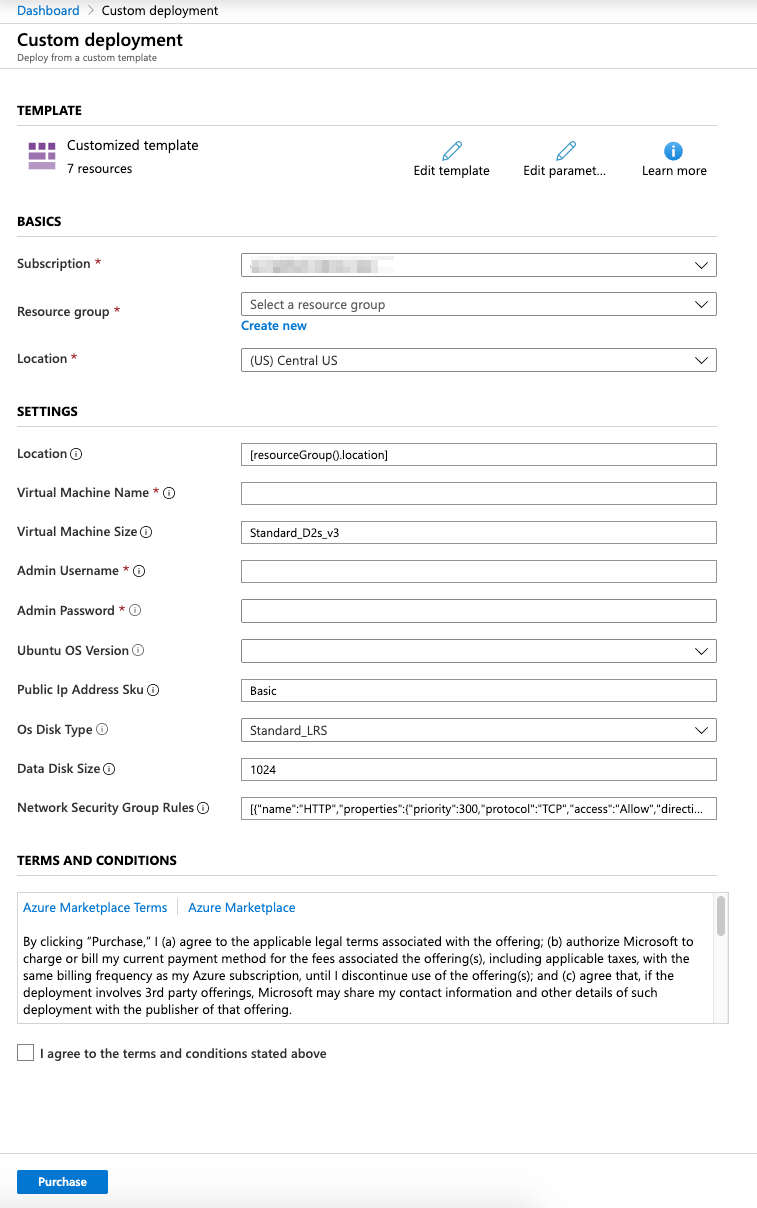 Dashboard > Custom deployment
Custom deployment
Deploy from a custom template
TEMPLATE
Customized template
7 resources
Edit template
Edit paramet...
Learn more
BASICS
Subscription *
Resource group *
Select a resource group
Create new
Location *
(US) Central US
SETTINGS
Location
[resourceGroup().location]
Virtual Machine Name *
Virtual Machine Size
Standard_D2s_v3
Admin Username *
Admin Password *
Ubuntu OS Version
Public Ip Address Sku
Basic
Os Disk Type
Standard_LRS
Data Disk Size
1024
Network Security Group Rules
[{"name":"HTTP","properties":{"priority":300,"protocol":"TCP","access":"Allow","directi...
TERMS AND CONDITIONS
Azure Marketplace Terms | Azure Marketplace
By clicking "Purchase," I (a) agree to the applicable legal terms associated with the offering; (b) authorize Microsoft to
charge or bill my current payment method for the fees associated the offering(s), including applicable taxes, with the
same billing frequency as my Azure subscription, until I discontinue use of the offering(s); and (c) agree that, if the
deployment involves 3rd party offerings, Microsoft may share my contact information and other details of such
deployment with the publisher of that offering.
I agree to the terms and conditions stated above
Purchase